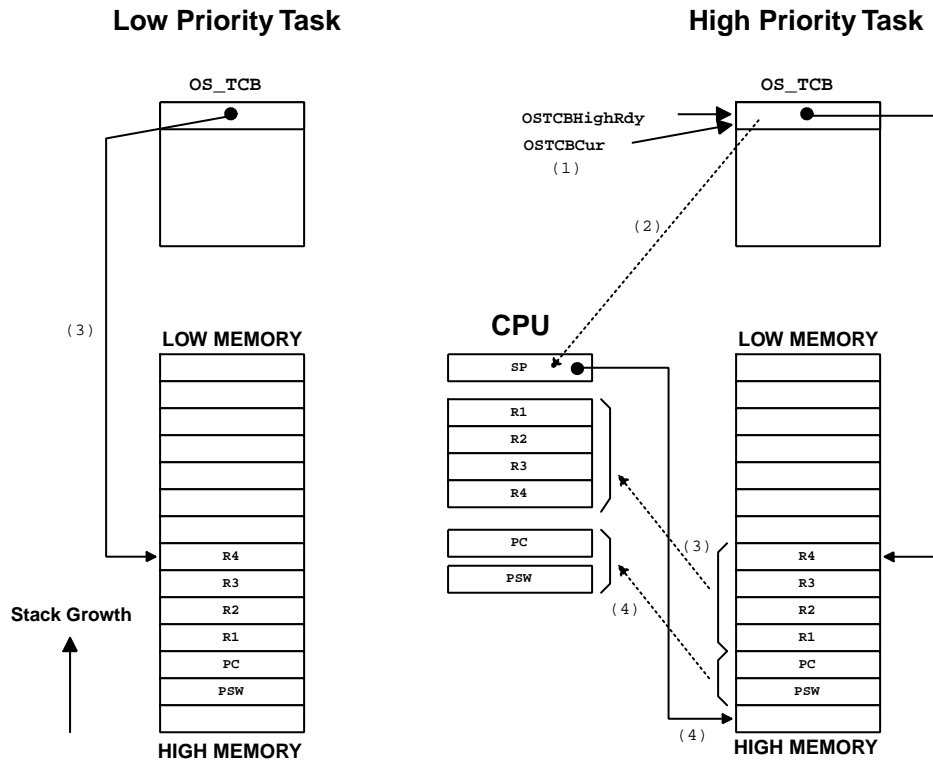 Low Priority Task
High Priority Task
OS_TCB
OS_TCB
OSTCBHighRdy
OSTCBCur
(1)
(2)
(3)
CPU
LOW MEMORY
LOW MEMORY
SP
R1
R2
R3
R4
PC
PSW
(3)
(4)
R4
R3
R2
R1
PC
PSW
Stack Growth
HIGH MEMORY
R4
R3
R2
R1
PC
PSW
(4)
HIGH MEMORY